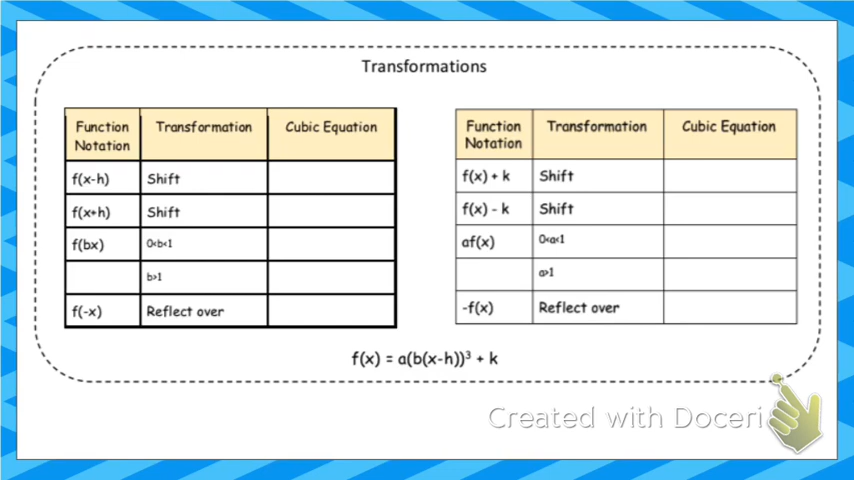 Transformations
Function Notation Transformation Cubic Equation
f(x-h) Shift
f(x+h) Shift
f(bx) 0<b<1
b>1
f(-x) Reflect over
Function Notation Transformation Cubic Equation
f(x) + k Shift
f(x) - k Shift
af(x) 0<a<1
a>1
-f(x) Reflect over
f(x) = a(b(x-h))³ + k
Created with Doceri